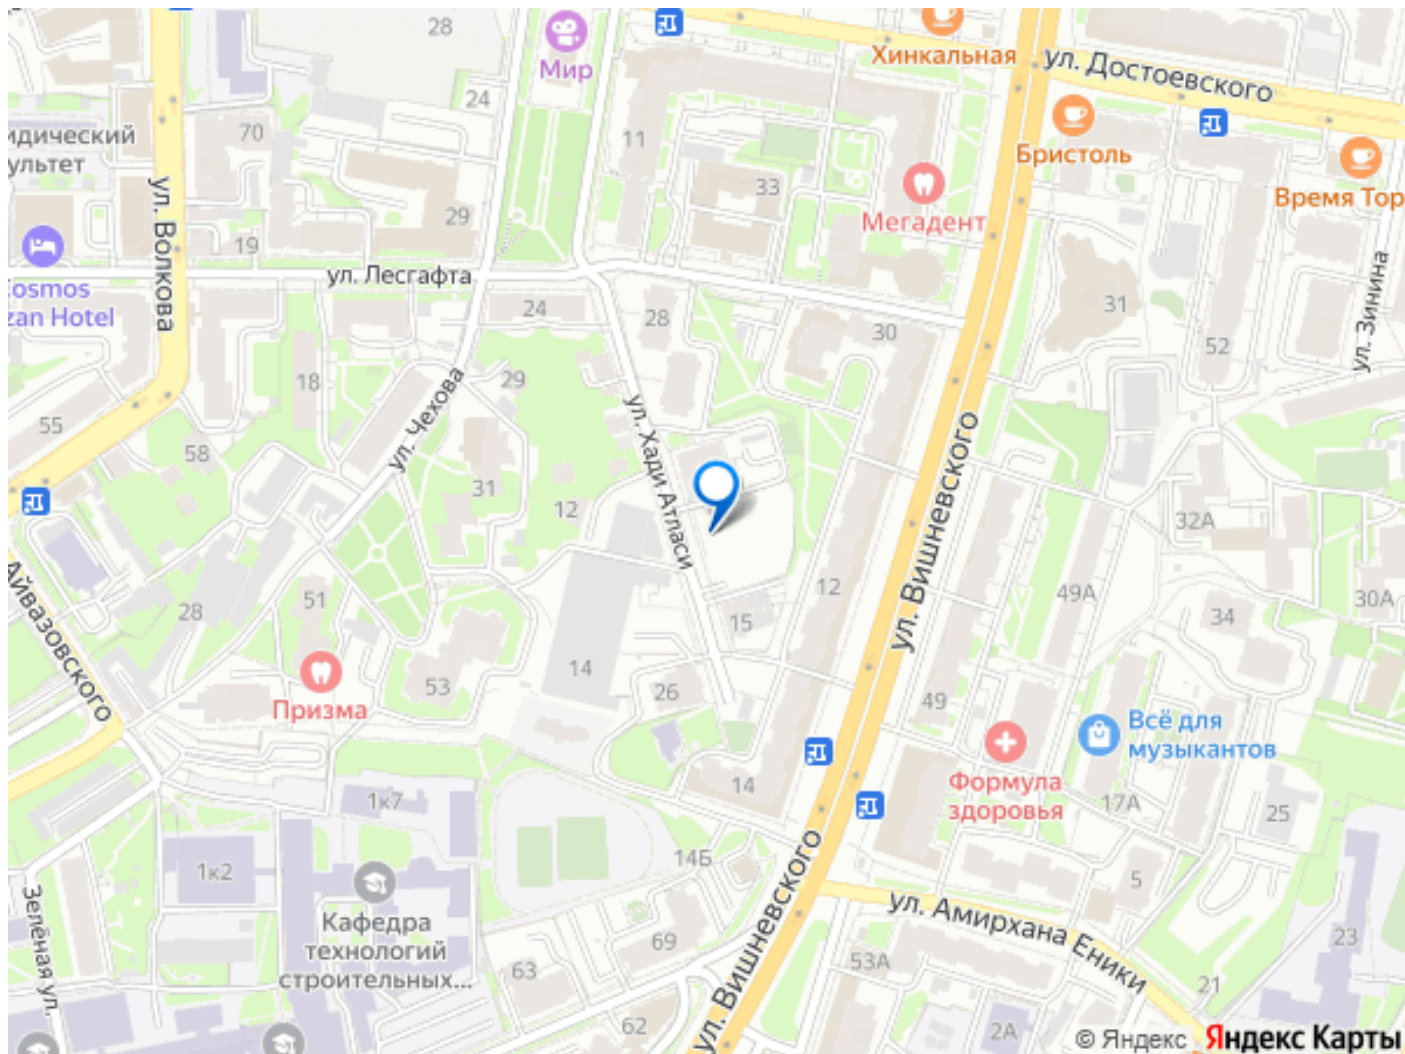 28
Мир
Хинкальная
ул. Достоевского
24
70
11
идический
ультет
33
Бристоль
Мегадент
Время Тор
ул. Волкова
29
19
ул. Лесгафта
Cosmos
zan Hotel
24
28
30
31
52
ул. Зинина
18
29
ул. Чехова
ул. Хади Атласи
55
58
31
12
ул. Вишневского
32А
Айвазовского
28
51
12
49А
34
30А
15
14
53
26
Призма
49
Всё для
музыкантов
Формула
здоровья
14
17А
25
1к7
1к2
14Б
5
ул. Вишневского
ул. Амирхана Еники
Зелёная ул.
Кафедра
технологий
строительных...
69
63
53А
23
21
62
2А
© Яндекс Яндекс Карты